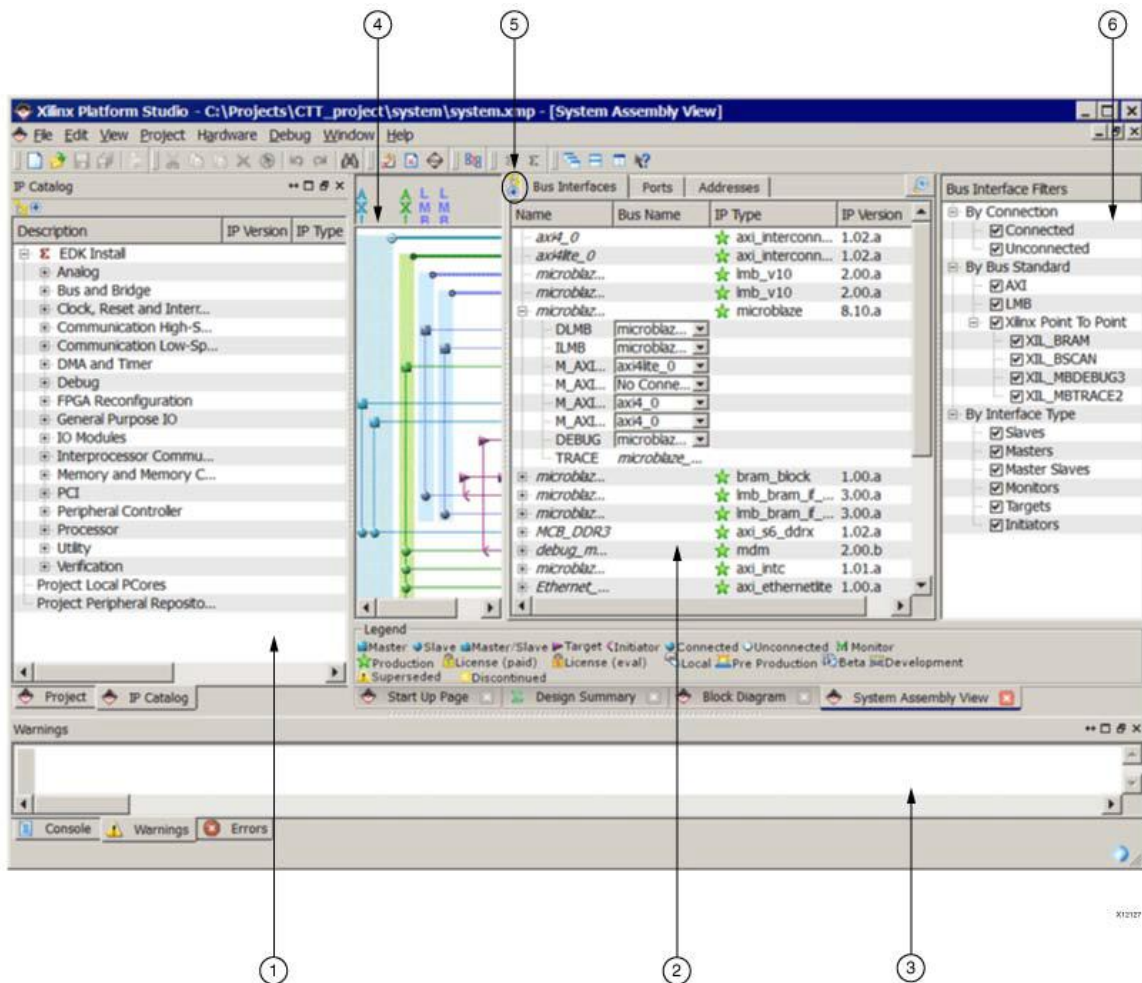 4
5
6
Xilinx Platform Studio - C:\Projects\CTT_project\system\system.xmp - [System Assembly View]
File Edit View Project Hardware Debug Window Help
IP Catalog
Description IP Version IP Type
EDK Install
Analog
Bus and Bridge
Clock, Reset and Interr...
Communication High-S...
Communication Low-Sp...
DMA and Timer
Debug
FPGA Reconfiguration
General Purpose IO
IO Modules
Interprocessor Commu...
Memory and Memory C...
PCI
Peripheral Controller
Processor
Utility
Verification
Project Local PCores
Project Peripheral Reposito...
Project IP Catalog
AXI AXI LMB LMB
Bus Interfaces Ports Addresses
Name Bus Name IP Type IP Version
axi4_0 axi_interconn... 1.02.a
axi4lite_0 axi_interconn... 1.02.a
microblaz... lmb_v10 2.00.a
microblaz... lmb_v10 2.00.a
microblaz... microblaze 8.10.a
DLMB microblaz...
ILMB microblaz...
M_AXI... axi4lite_0
M_AXI... No Conne...
M_AXI... axi4_0
M_AXI... axi4_0
DEBUG microblaz...
TRACE microblaze_...
microblaz... bram_block 1.00.a
microblaz... lmb_bram_if_... 3.00.a
microblaz... lmb_bram_if_... 3.00.a
MCB_DDR3 axi_s6_ddrx 1.02.a
debug_m... mdm 2.00.b
microblaz... axi_intc 1.01.a
Ethernet_... axi_ethernetlite 1.00.a
Bus Interface Filters
By Connection
Connected
Unconnected
By Bus Standard
AXI
LMB
Xilinx Point To Point
XIL_BRAM
XIL_BSCAN
XIL_MBDEBUG3
XIL_MBTRACE2
By Interface Type
Slaves
Masters
Master Slaves
Monitors
Targets
Initiators
Legend
Master Slave Master/Slave Target Initiator Connected Unconnected M Monitor
Production License (paid) License (eval) Local Pre Production Beta Development
Superseded Discontinued
Start Up Page Design Summary Block Diagram System Assembly View
Warnings
Console Warnings Errors
X12127
1
2
3